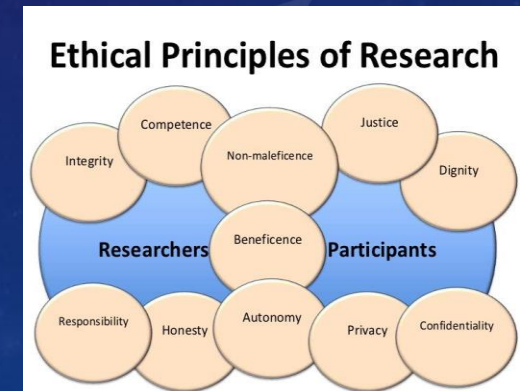 Ethical Principles of Research
Competence
Justice
Integrity
Non-maleficence
Dignity
Researchers
Beneficence
Participants
Responsibility
Honesty
Autonomy
Privacy
Confidentiality